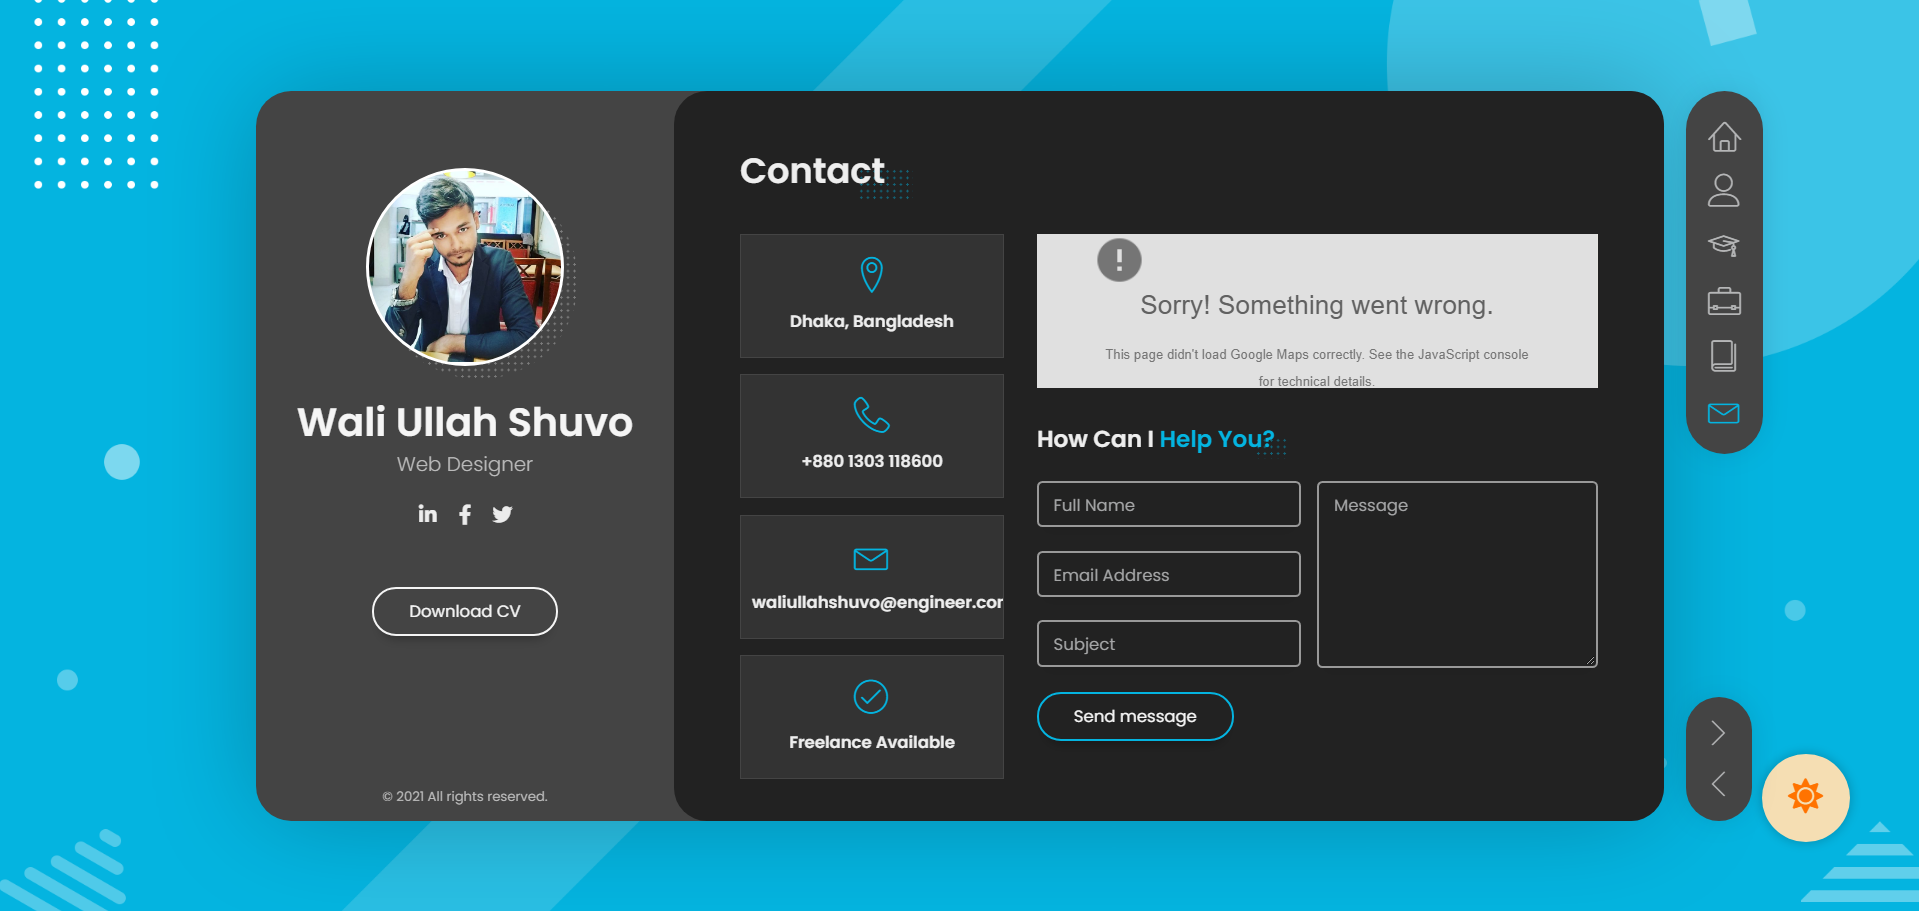 Wali Ullah Shuvo
Web Designer
Download CV
© 2021 All rights reserved.
Contact
Dhaka, Bangladesh
+880 1303 118600
waliullahshuvo@engineer.cor
Freelance Available
Sorry! Something went wrong.
This page didn't load Google Maps correctly. See the JavaScript console
for technical details.
How Can I Help You?
Full Name
Email Address
Subject
Message
Send message